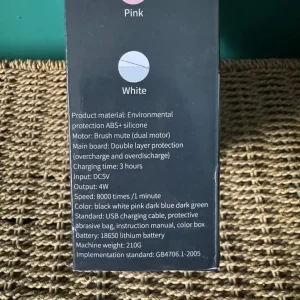 Pink
White
Product material: Environmental
protection ABS+ silicone
Motor: Brush mute (dual motor)
Main board: Double layer protection
(overcharge and overdischarge)
Charging time: 3 hours
Input: DC5V
Output: 4W
Speed: 8000 times /1 minute
Color: black white pink dark blue dark green
Standard: USB charging cable, protective
abrasive bag, instruction manual, color box
Battery: 18650 lithium battery
Machine weight: 210G
Implementation standard: GB4706.1-2005